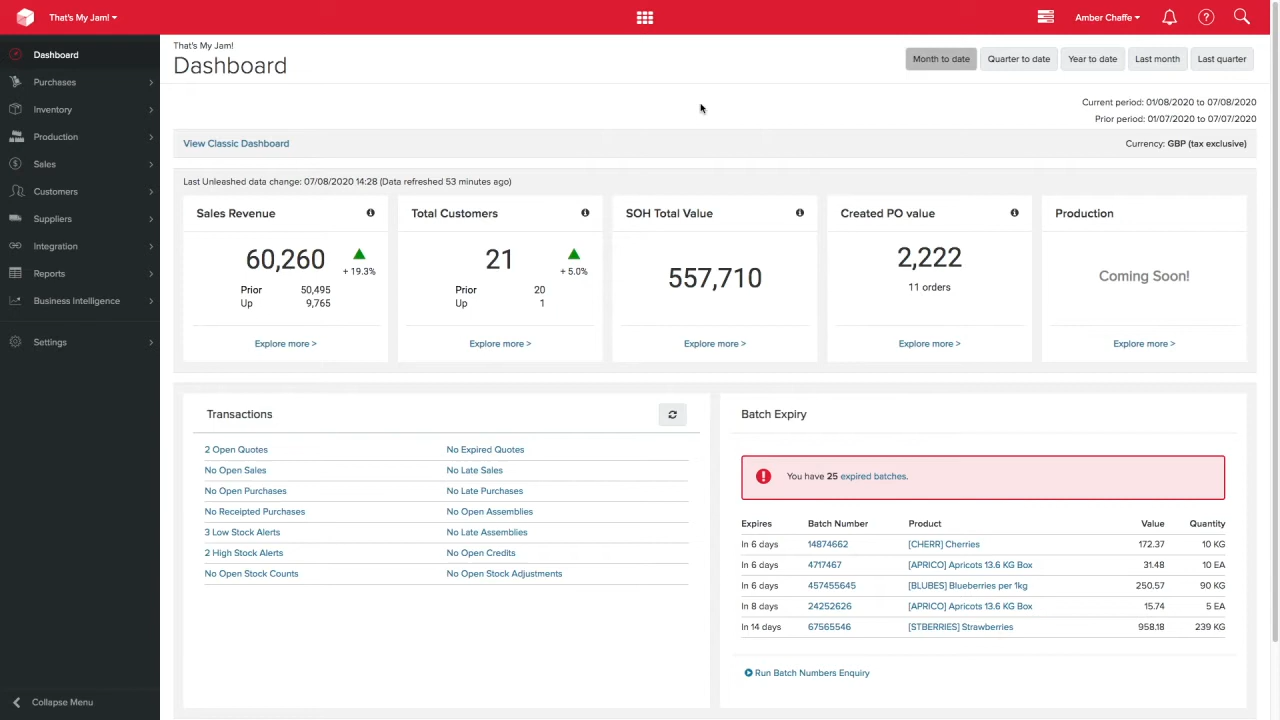 That's My Jam!
Amber Chaffe
Dashboard
Purchases
Inventory
Production
Sales
Customers
Suppliers
Integration
Reports
Business Intelligence
Settings
Collapse Menu
That's My Jam!
Dashboard
Month to date
Quarter to date
Year to date
Last month
Last quarter
Current period: 01/08/2020 to 07/08/2020
Prior period: 01/07/2020 to 07/07/2020
View Classic Dashboard
Currency: GBP (tax exclusive)
Last Unleashed data change: 07/08/2020 14:28 (Data refreshed 53 minutes ago)
Sales Revenue
60,260
+ 19.3%
Prior 50,495
Up 9,765
Explore more >
Total Customers
21
+ 5.0%
Prior 20
Up 1
Explore more >
SOH Total Value
557,710
Explore more >
Created PO value
2,222
11 orders
Explore more >
Production
Coming Soon!
Explore more >
Transactions
2 Open Quotes No Expired Quotes
No Open Sales No Late Sales
No Open Purchases No Late Purchases
No Receipted Purchases No Open Assemblies
3 Low Stock Alerts No Late Assemblies
2 High Stock Alerts No Open Credits
No Open Stock Counts No Open Stock Adjustments
Batch Expiry
You have 25 expired batches.
Expires Batch Number Product Value Quantity
In 6 days 14874662 [CHERR] Cherries 172.37 10 KG
In 6 days 4717467 [APRICO] Apricots 13.6 KG Box 31.48 10 EA
In 6 days 457455645 [BLUBES] Blueberries per 1kg 250.57 90 KG
In 8 days 24252626 [APRICO] Apricots 13.6 KG Box 15.74 5 EA
In 14 days 67565546 [STBERRIES] Strawberries 958.18 239 KG
Run Batch Numbers Enquiry